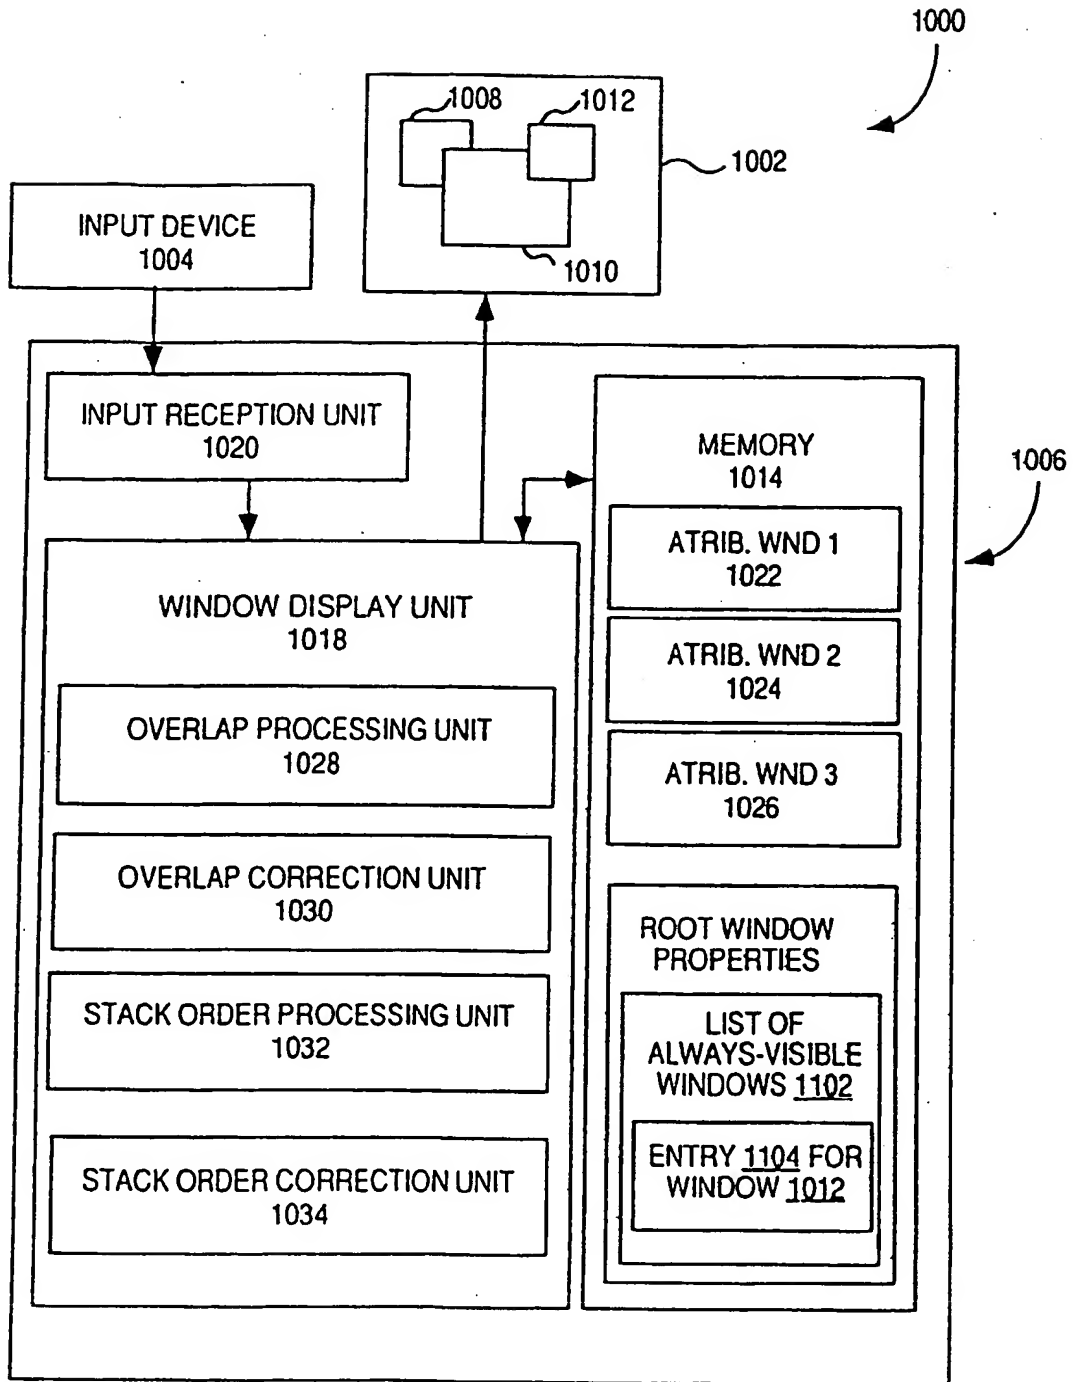 1000
1008
1012
1002
1010
INPUT DEVICE
1004
INPUT RECEPTION UNIT
1020
WINDOW DISPLAY UNIT
1018
OVERLAP PROCESSING UNIT
1028
OVERLAP CORRECTION UNIT
1030
STACK ORDER PROCESSING UNIT
1032
STACK ORDER CORRECTION UNIT
1034
MEMORY
1014
ATRIB. WND 1
1022
ATRIB. WND 2
1024
ATRIB. WND 3
1026
ROOT WINDOW
PROPERTIES
LIST OF
ALWAYS-VISIBLE
WINDOWS 1102
ENTRY 1104 FOR
WINDOW 1012
1006